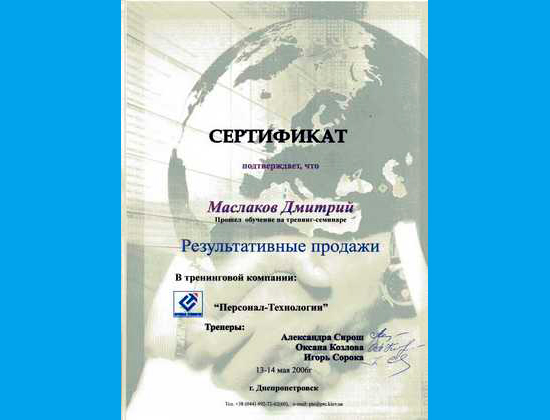 СЕРТИФИКАТ
подтверждает, что
Маслаков Дмитрий
Прошел обучение на тренинг-семинаре
Результативные продажи
В тренинговой компании:
“Персонал-Технологии”
Тренеры:
Александра Сирош
Оксана Козлова
Игорь Сорока
13-14 мая 2006г
г. Днепропетровск